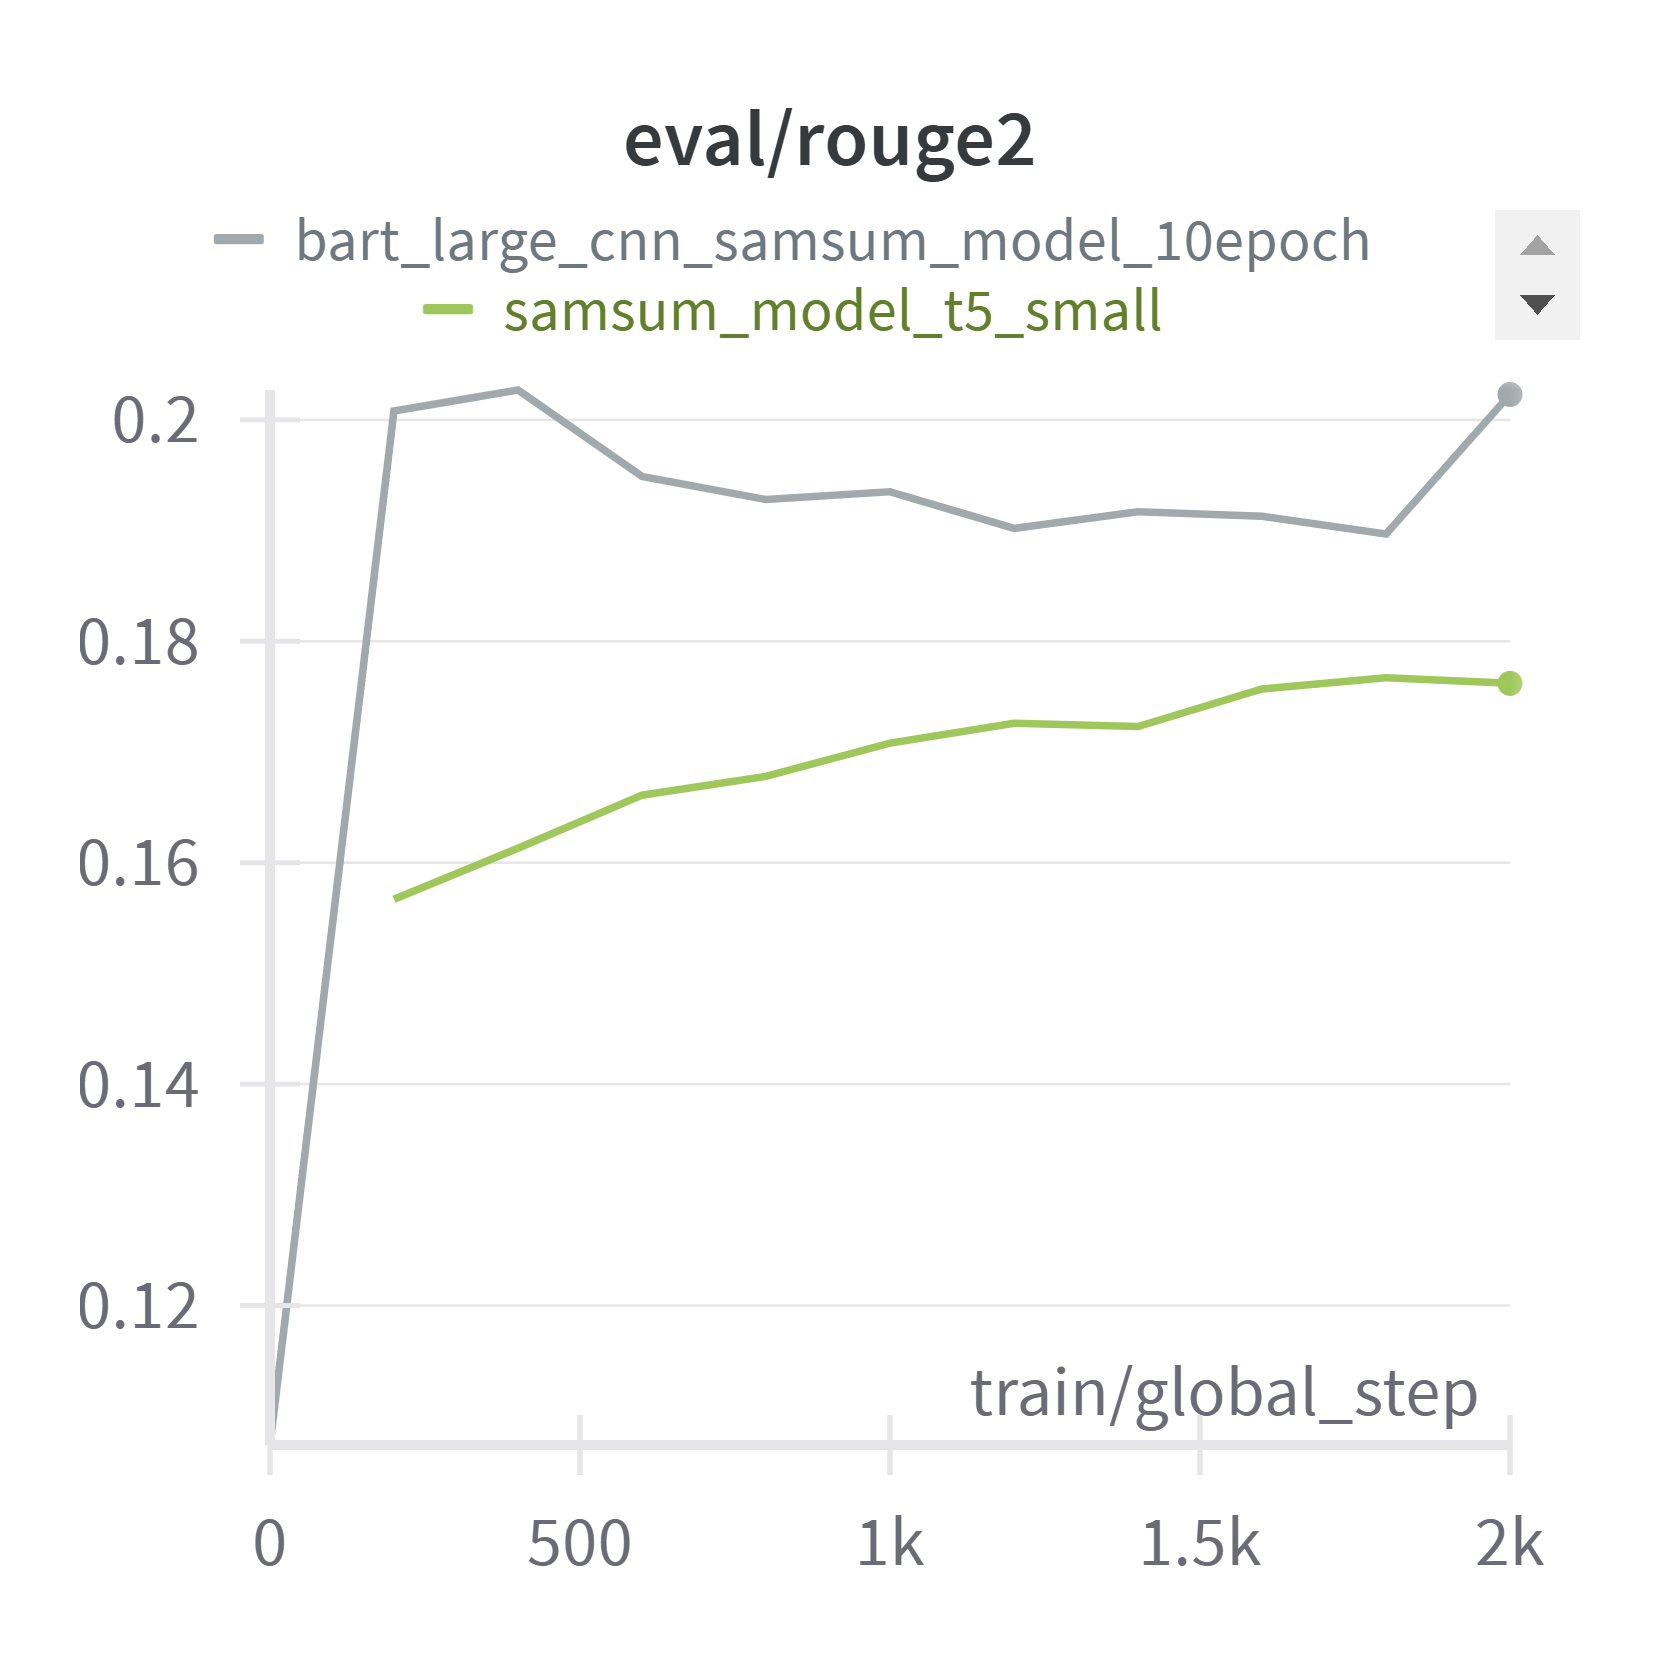 eval/rouge2
bart_large_cnn_samsum_model_10epoch
samsum_model_t5_small
0.2
0.18
0.16
0.14
0.12
train/global_step
0 500 1k 1.5k 2k